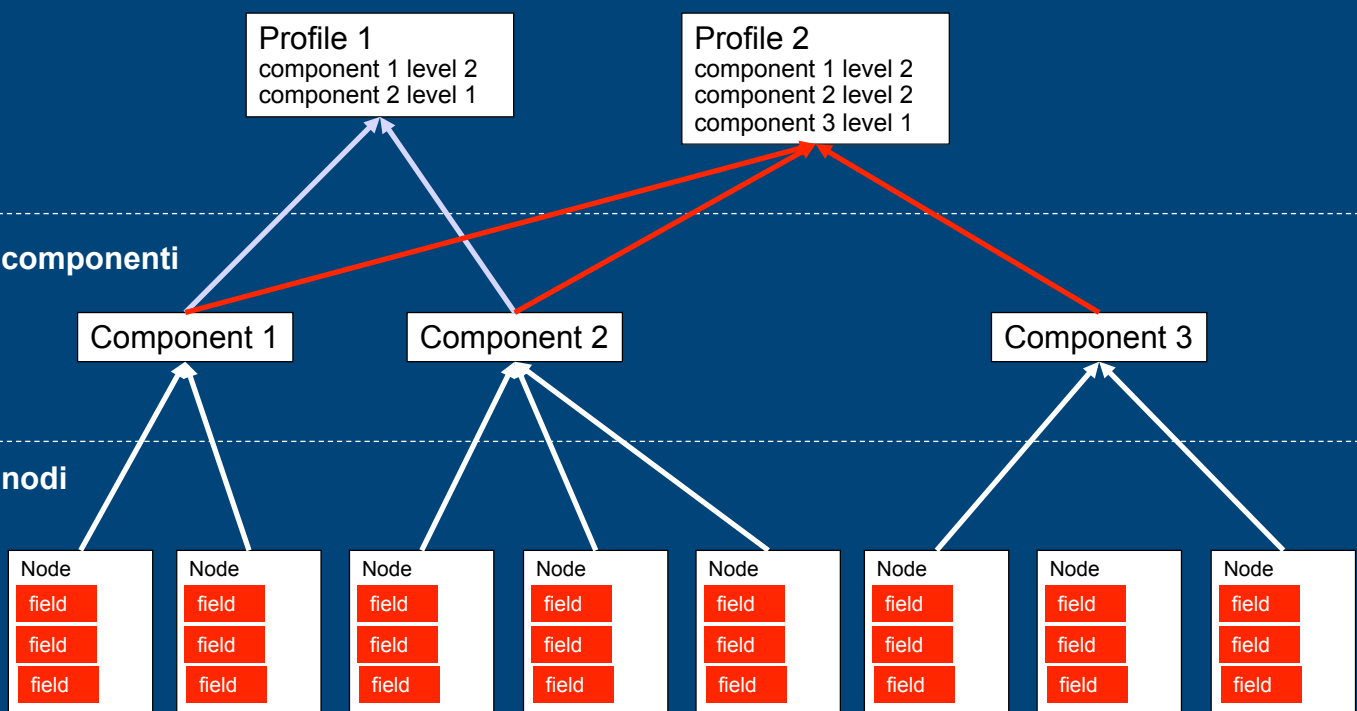 Profile 1
component 1 level 2
component 2 level 1
Profile 2
component 1 level 2
component 2 level 2
component 3 level 1
componenti
Component 1
Component 2
Component 3
nodi
Node
field
field
field
Node
field
field
field
Node
field
field
field
Node
field
field
field
Node
field
field
field
Node
field
field
field
Node
field
field
field
Node
field
field
field